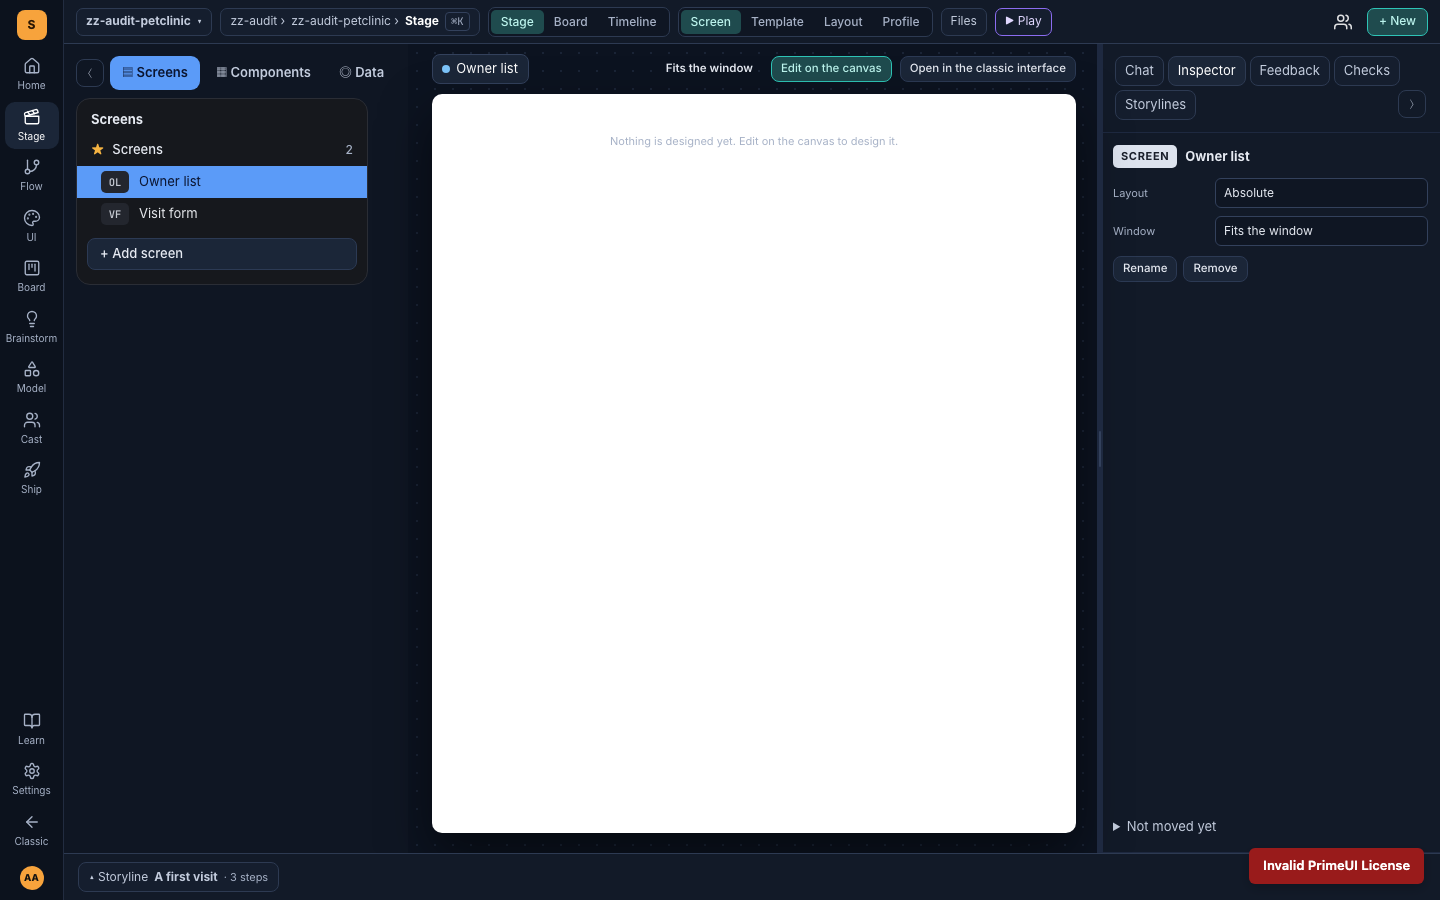 S
zz-audit-petclinic
zz-audit › zz-audit-petclinic › Stage ⌘K
Stage Board Timeline
Screen Template Layout Profile
Files
Play
+ New
Home
Stage
Flow
UI
Board
Brainstorm
Model
Cast
Ship
Learn
Settings
Classic
AA
Screens Components Data
Screens
Screens 2
OL Owner list
VF Visit form
+ Add screen
Owner list
Fits the window Edit on the canvas Open in the classic interface
Nothing is designed yet. Edit on the canvas to design it.
Chat Inspector Feedback Checks
Storylines
SCREEN Owner list
Layout Absolute
Window Fits the window
Rename Remove
Not moved yet
Storyline A first visit · 3 steps
Invalid PrimeUI License